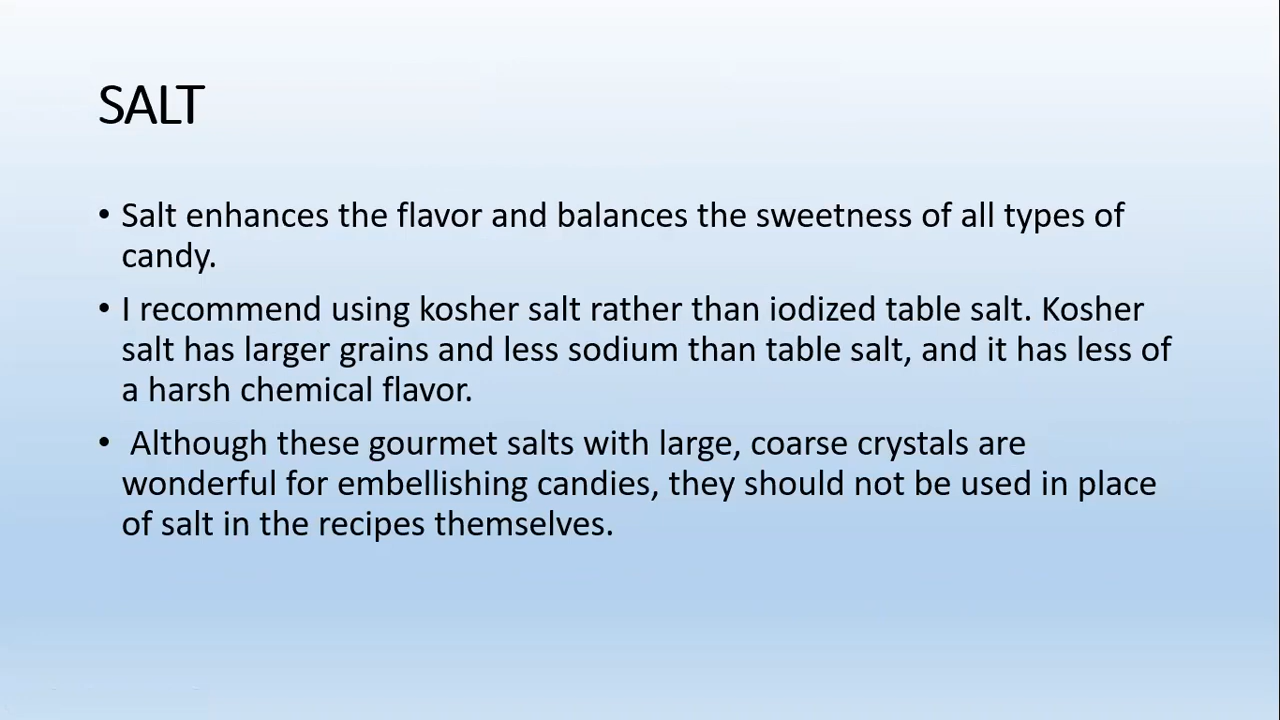 SALT
• Salt enhances the flavor and balances the sweetness of all types of
candy.
• I recommend using kosher salt rather than iodized table salt. Kosher
salt has larger grains and less sodium than table salt, and it has less of
a harsh chemical flavor.
• Although these gourmet salts with large, coarse crystals are
wonderful for embellishing candies, they should not be used in place
of salt in the recipes themselves.